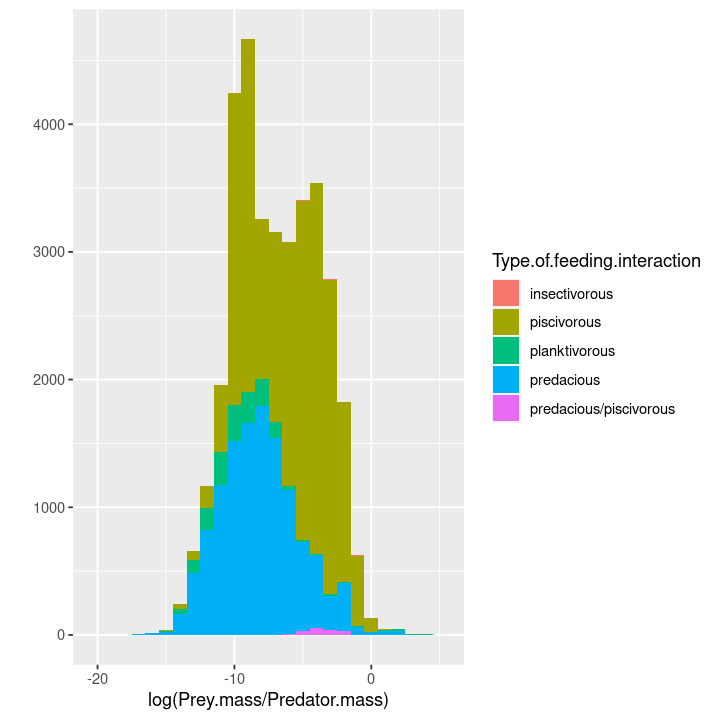 4000
3000
2000
1000
0
-20
-10
0
log(Prey.mass/Predator.mass)
Type.of.feeding.interaction
insectivorous
piscivorous
planktivorous
predacious
predacious/piscivorous